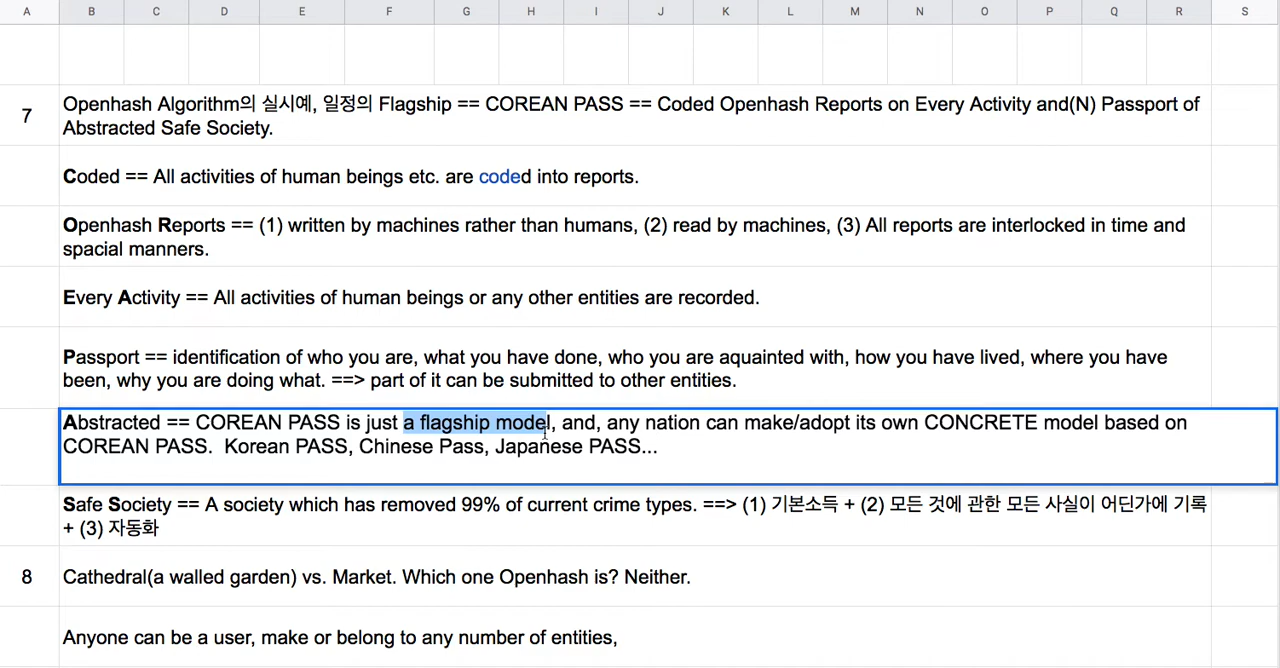 A B C D E F G H I J K L M N O P Q R S
7
Openhash Algorithm의 실시예, 일정의 Flagship == COREAN PASS == Coded Openhash Reports on Every Activity and(N) Passport of
Abstracted Safe Society.
Coded == All activities of human beings etc. are coded into reports.
Openhash Reports == (1) written by machines rather than humans, (2) read by machines, (3) All reports are interlocked in time and
spacial manners.
Every Activity == All activities of human beings or any other entities are recorded.
Passport == identification of who you are, what you have done, who you are aquainted with, how you have lived, where you have
been, why you are doing what. ==> part of it can be submitted to other entities.
Abstracted == COREAN PASS is just a flagship model, and, any nation can make/adopt its own CONCRETE model based on
COREAN PASS.  Korean PASS, Chinese Pass, Japanese PASS...
Safe Society == A society which has removed 99% of current crime types. ==> (1) 기본소득 + (2) 모든 것에 관한 모든 사실이 어딘가에 기록
+ (3) 자동화
8
Cathedral(a walled garden) vs. Market. Which one Openhash is? Neither.
Anyone can be a user, make or belong to any number of entities,